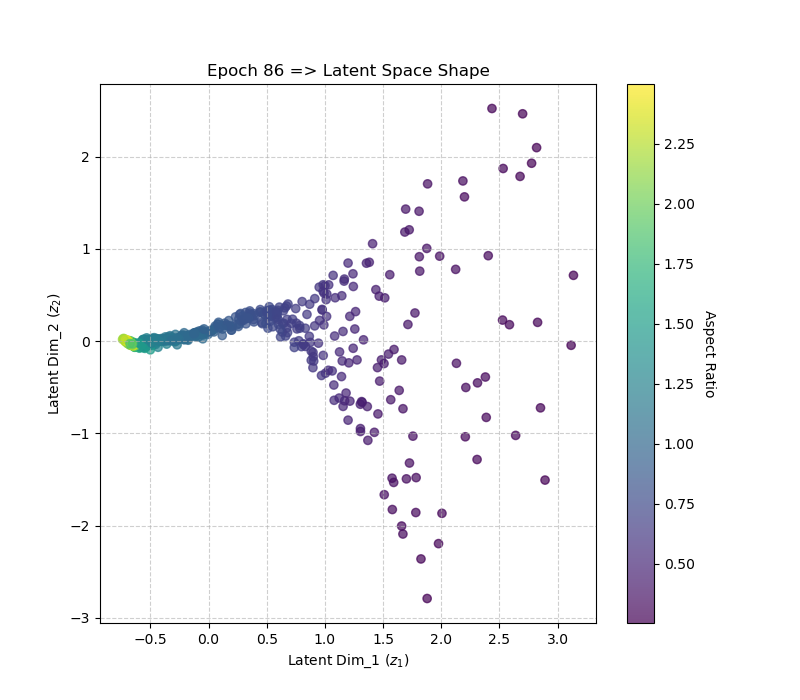 Epoch 86 => Latent Space Shape
2
1
0
−1
−2
−3
Latent Dim_2 (z₂)
−0.5 0.0 0.5 1.0 1.5 2.0 2.5 3.0
Latent Dim_1 (z₁)
2.25
2.00
1.75
1.50
1.25
1.00
0.75
0.50
Aspect Ratio